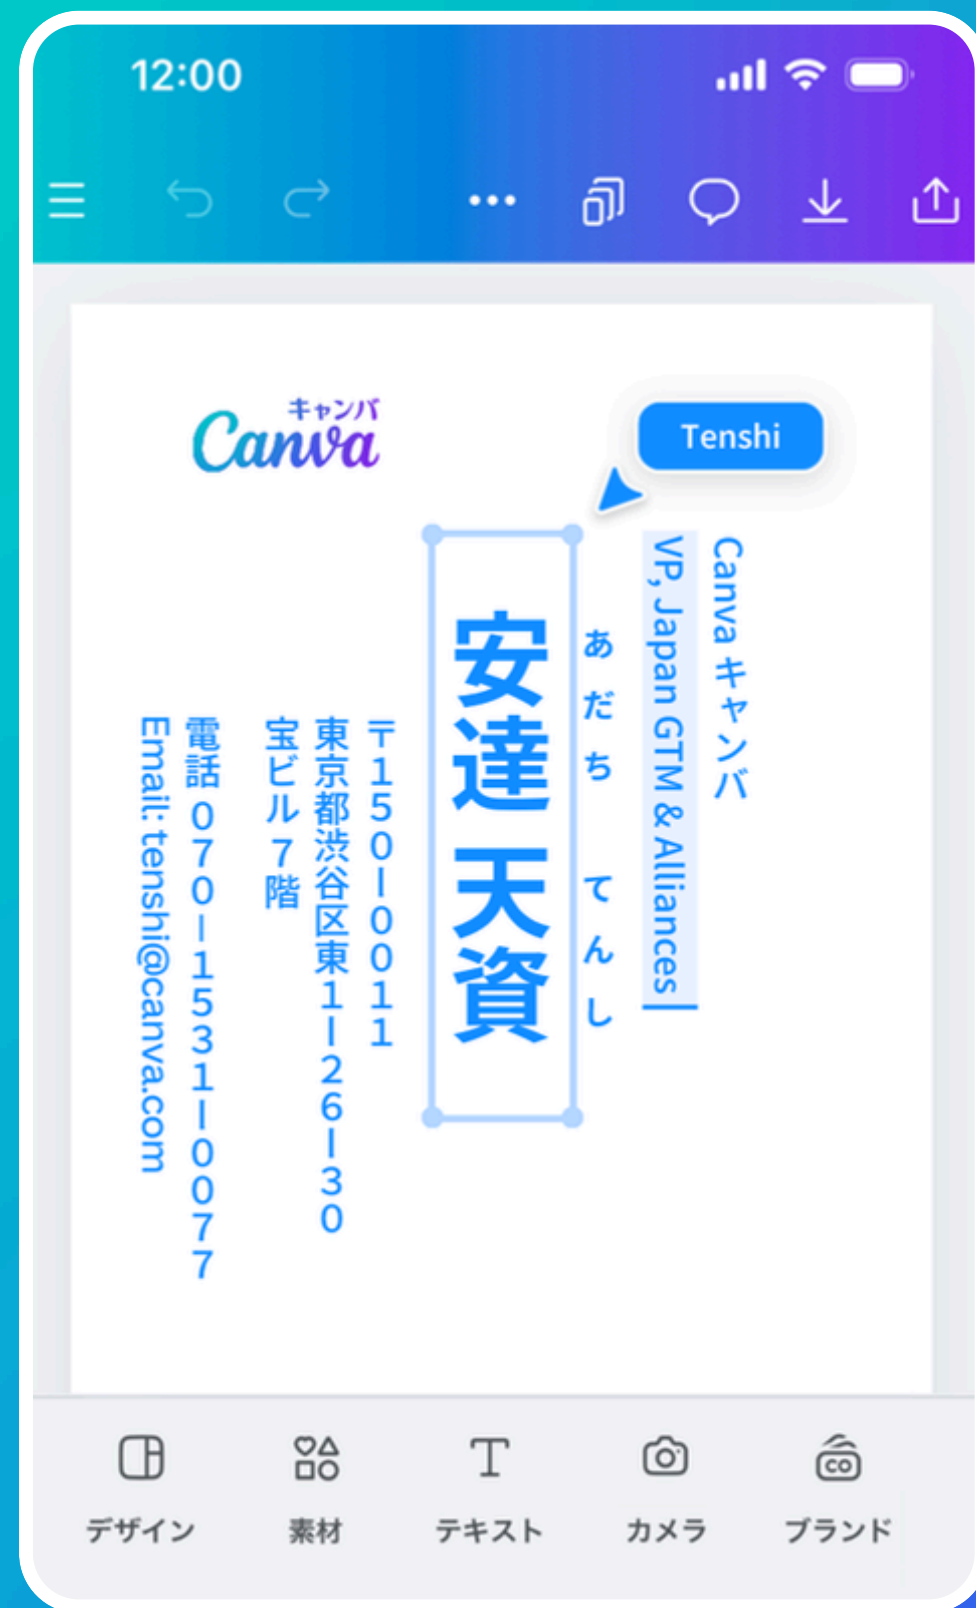 12:00
キャンバ
Canva
Tenshi
Canva キャンバ
VP, Japan GTM & Alliances
あだち てんし
安達 天資
〒150-0011
東京都渋谷区東1-26-30
宝ビル7階
電話 070-1531-0077
Email: tenshi@canva.com
デザイン
素材
テキスト
カメラ
CO
ブランド